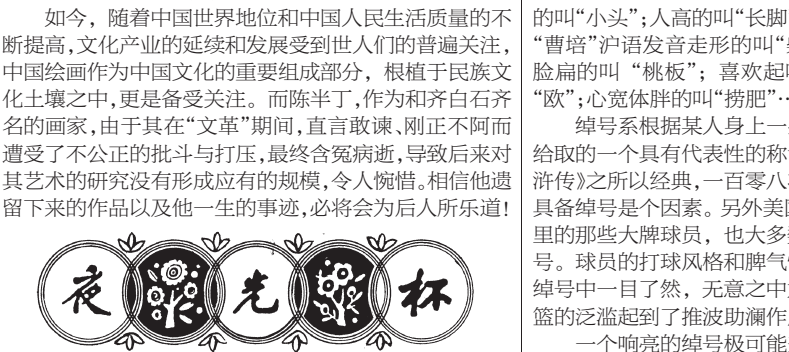 如今，随着中国世界地位和中国人民生活质量的不
断提高，文化产业的延续和发展受到世人们的普遍关注，
中国绘画作为中国文化的重要组成部分，根植于民族文
化土壤之中，更是备受关注。而陈半丁，作为和齐白石齐
名的画家，由于其在“文革”期间，直言敢谏、刚正不阿而
遭受了不公正的批斗与打压，最终含冤病逝，导致后来对
其艺术的研究没有形成应有的规模，令人惋惜。相信他遗
留下来的作品以及他一生的事迹，必将会为后人所乐道！
夜光杯
的叫“小头”；人高的叫“长脚
“曹培”沪语发音走形的叫“
脸扁的叫“桃板”；喜欢起
“欧”；心宽体胖的叫“捞肥”…
绰号系根据某人身上一
给取的一个具有代表性的称
浒传》之所以经典，一百零八
具备绰号是个因素。另外美国
里的那些大牌球员，也大多
号。球员的打球风格和脾气
绰号中一目了然，无意之中
篮的泛滥起到了推波助澜作
一个响亮的绰号极可能